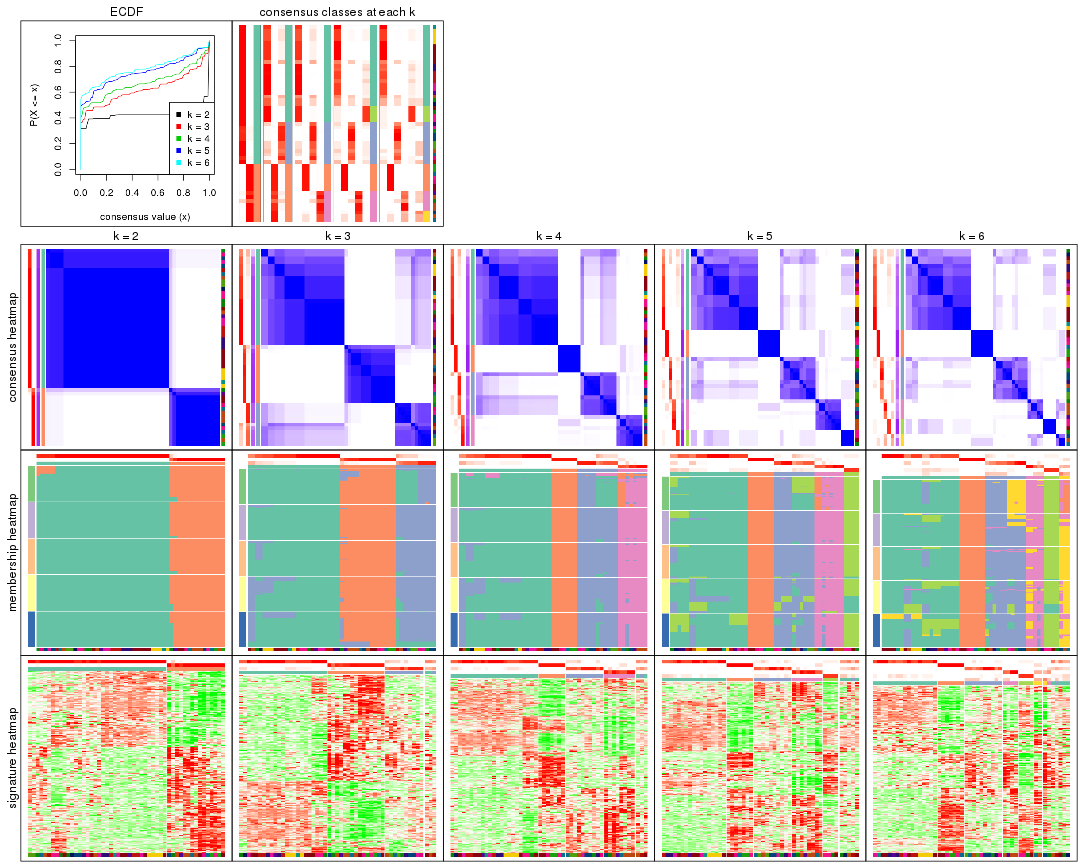 ECDF
consensus classes at each k
P(X <= x)
0.0
0.2
0.4
0.6
0.8
1.0
k = 2
k = 3
k = 4
k = 5
k = 6
0.0 0.2 0.4 0.6 0.8 1.0
consensus value (x)
k = 2
k = 3
k = 4
k = 5
k = 6
consensus heatmap
membership heatmap
signature heatmap